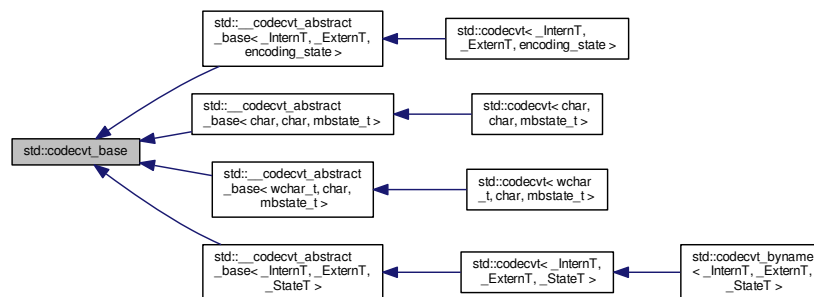 std::__codecvt_abstract
_base< _InternT, _ExternT,
encoding_state >
std::codecvt< _InternT,
_ExternT, encoding_state >
std::__codecvt_abstract
_base< char, char, mbstate_t >
std::codecvt< char,
char, mbstate_t >
std::codecvt_base
std::__codecvt_abstract
_base< wchar_t, char,
mbstate_t >
std::codecvt< wchar
_t, char, mbstate_t >
std::__codecvt_abstract
_base< _InternT, _ExternT,
_StateT >
std::codecvt< _InternT,
_ExternT, _StateT >
std::codecvt_byname
< _InternT, _ExternT,
_StateT >